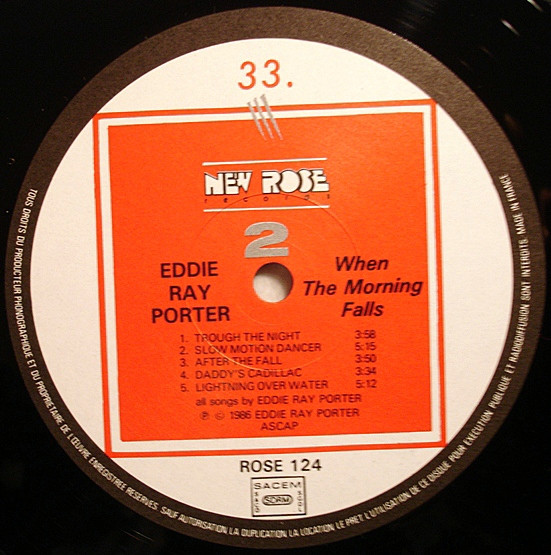 33.
NEW ROSE
records
2
EDDIE
RAY
PORTER
When
The Morning
Falls
1. TROUGH THE NIGHT 3:58
2. SLOW MOTION DANCER 5:15
3. AFTER THE FALL 3:50
4. DADDY'S CADILLAC 3:34
5. LIGHTNING OVER WATER 5:12
all songs by EDDIE RAY PORTER
℗ © 1986 EDDIE RAY PORTER
ASCAP
ROSE 124
SACEM
SACD
SDRM
SGDL
TOUS DROITS DU PRODUCTEUR PHONOGRAPHIQUE ET DU PROPRIETAIRE DE L'ŒUVRE ENREGISTREE RESERVES. SAUF AUTORISATION LA DUPLICATION, LA LOCATION, LE PRET, L'UTILISATION DE CE DISQUE POUR EXECUTION PUBLIQUE ET RADIODIFFUSION SONT INTERDITS. MADE IN FRANCE.